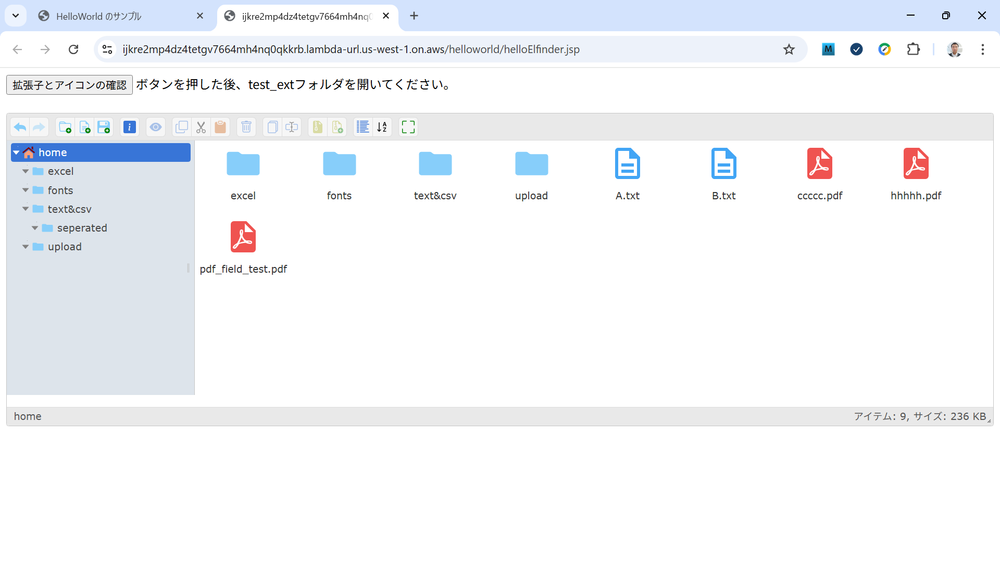 HelloWorld のサンプル
ijkre2mp4dz4tetgv7664mh4nq0
ijkre2mp4dz4tetgv7664mh4nq0qkkrb.lambda-url.us-west-1.on.aws/helloworld/helloElfinder.jsp
M
拡張子とアイコンの確認 ボタンを押した後、test_extフォルダを開いてください。
i
A
Z
home
excel
fonts
text&csv
seperated
upload
excel
fonts
text&csv
upload
A.txt
B.txt
ccccc.pdf
hhhhh.pdf
pdf_field_test.pdf
home
アイテム: 9, サイズ: 236 KB